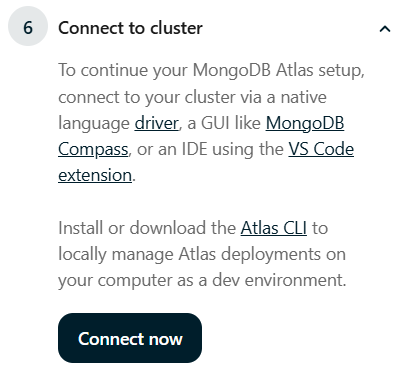 6 Connect to cluster
To continue your MongoDB Atlas setup,
connect to your cluster via a native
language driver, a GUI like MongoDB
Compass, or an IDE using the VS Code
extension.
Install or download the Atlas CLI to
locally manage Atlas deployments on
your computer as a dev environment.
Connect now